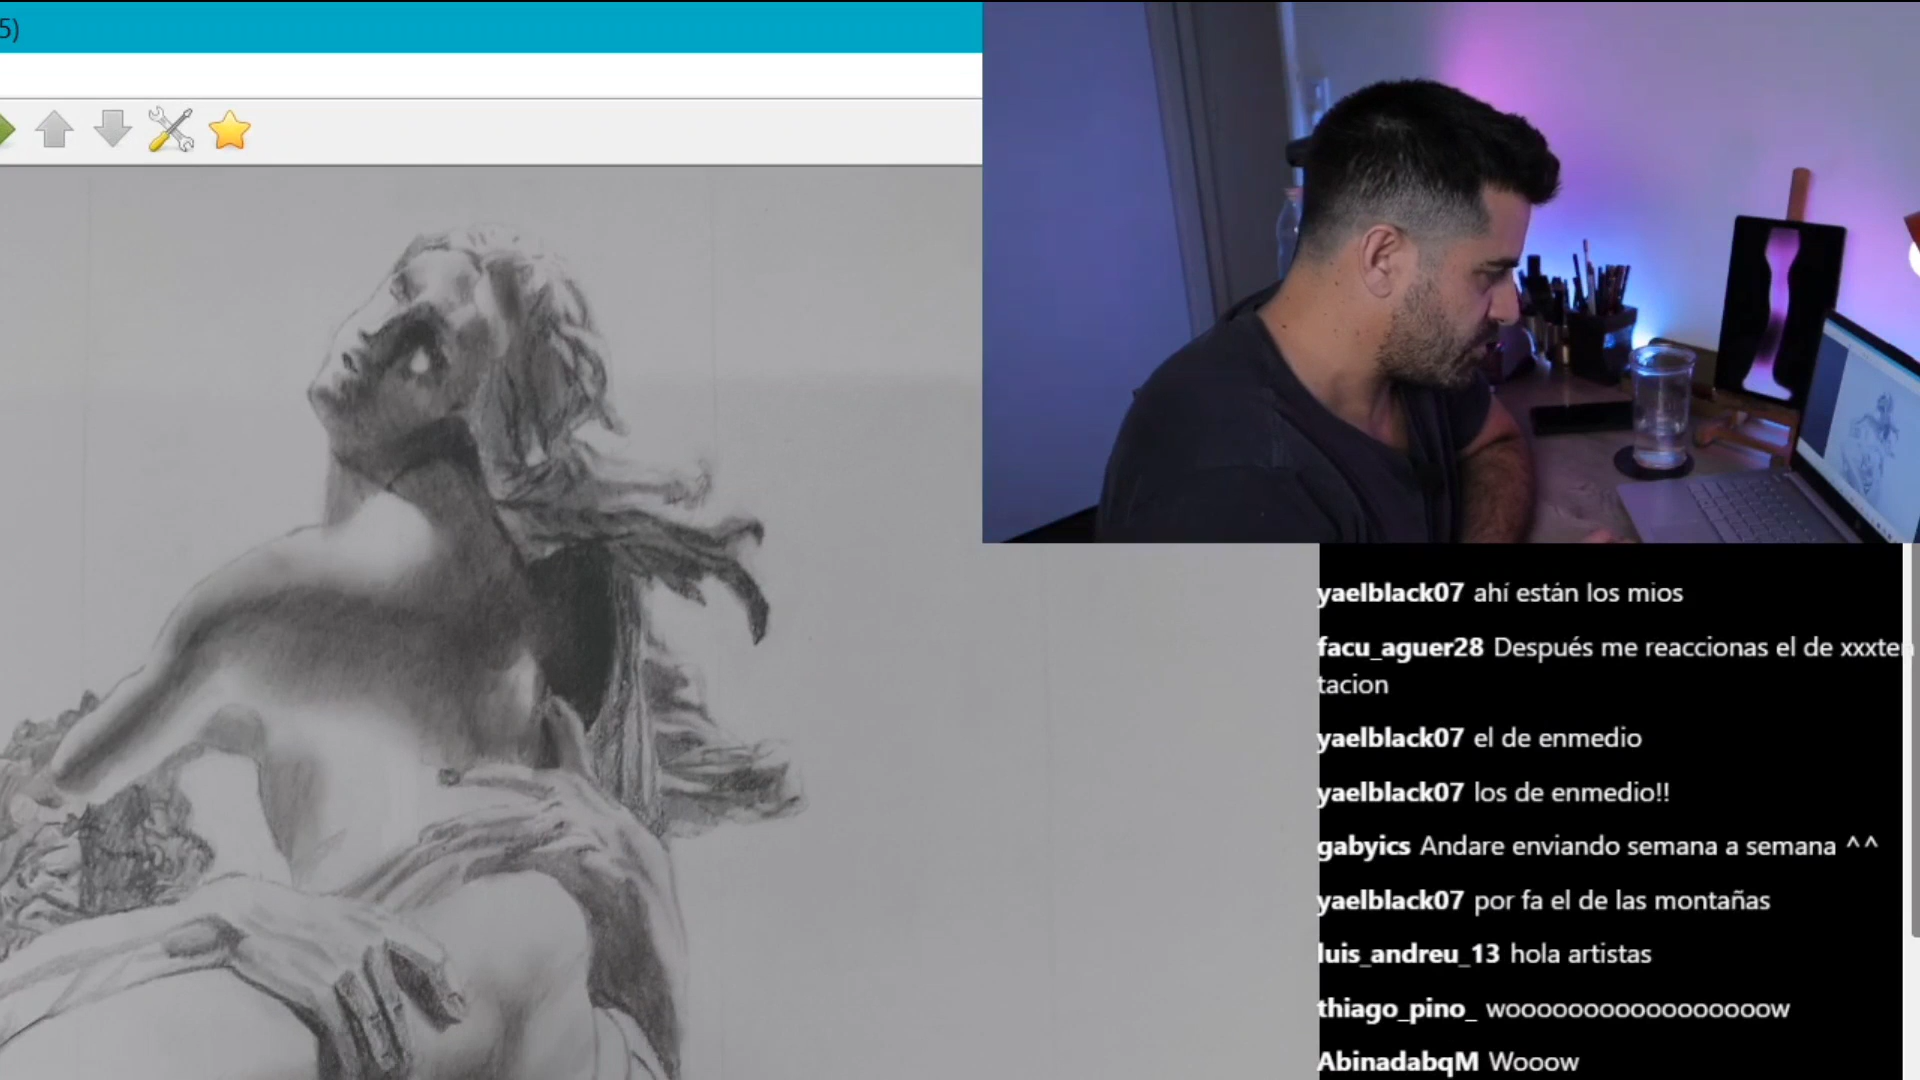 5)
yaelblack07 ahí están los mios
facu_aguer28 Después me reaccionas el de xxxten
tacion
yaelblack07 el de enmedio
yaelblack07 los de enmedio!!
gabyics Andare enviando semana a semana ^^
yaelblack07 por fa el de las montañas
luis_andreu_13 hola artistas
thiago_pino_ woooooooooooooooooow
AbinadabqM Wooow